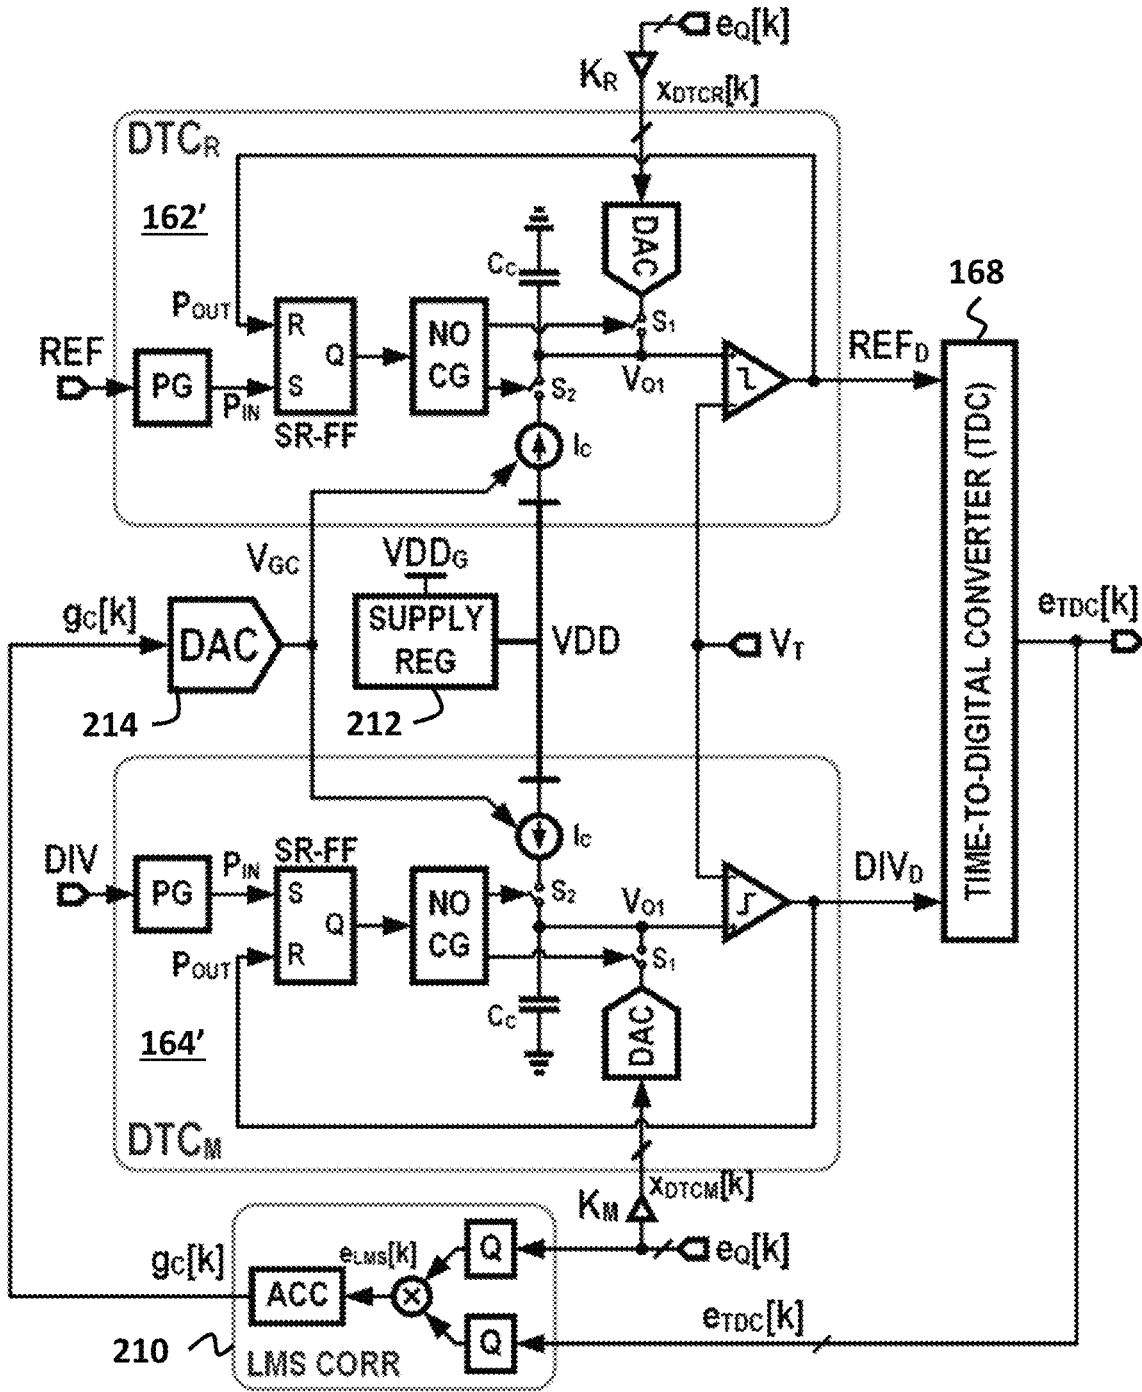 eQ[k]
KR
xDTCR[k]
DTCR
162’
DAC
CC
168
POUT
R
NO
CG
S1
REF
PG
Q
S
PIN
SR-FF
S2
VO1
REFD
IC
VGC
VDDG
gC[k]
DAC
SUPPLY
REG
VDD
VT
eTDC[k]
214
212
TIME-TO-DIGITAL CONVERTER (TDC)
IC
DIV
PG
PIN
SR-FF
S
Q
R
NO
CG
S2
VO1
DIVD
POUT
S1
CC
DAC
164’
DTCM
xDTCM[k]
KM
gC[k]
eLMS[k]
Q
eQ[k]
ACC
×
eTDC[k]
Q
210
LMS CORR